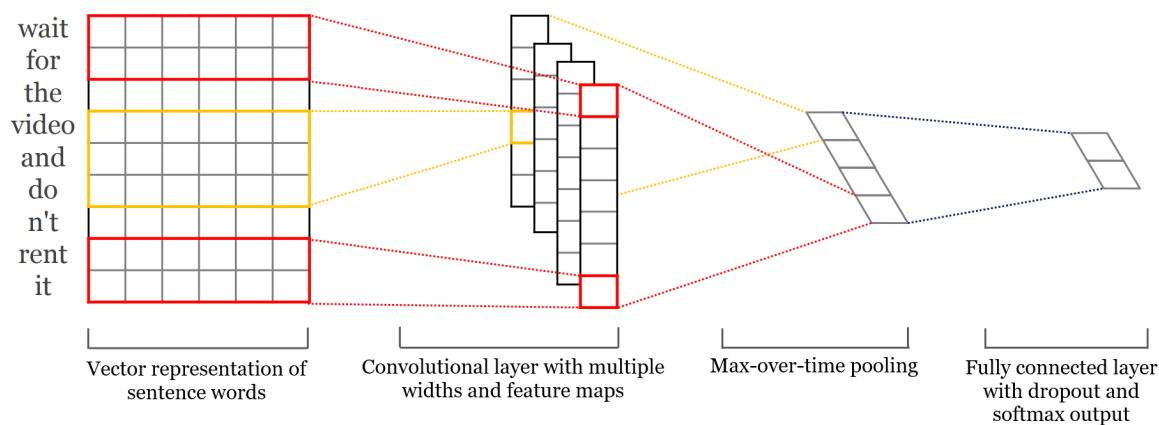 wait
for
the
video
and
do
n't
rent
it
Vector representation of
sentence words
Convolutional layer with multiple
widths and feature maps
Max-over-time pooling
Fully connected layer
with dropout and
softmax output